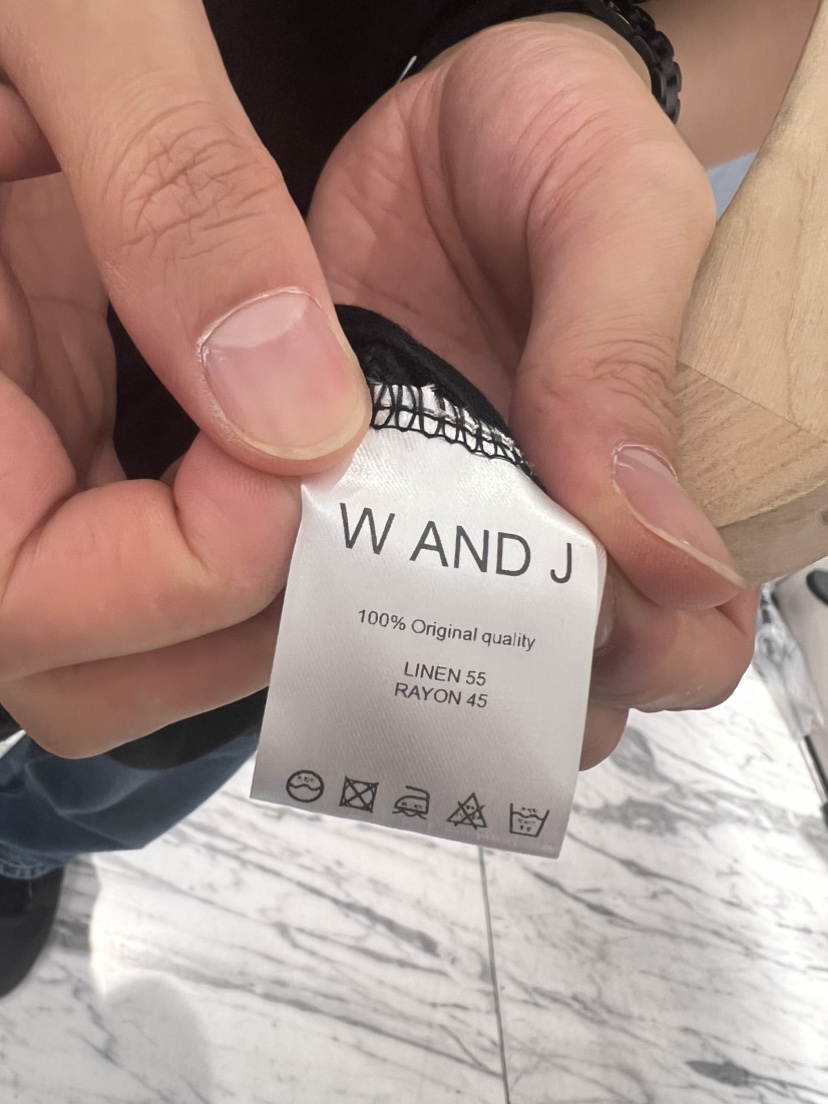 W AND J
100% Original quality
LINEN 55
RAYON 45